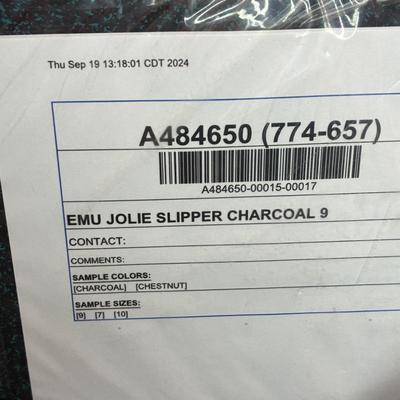 Thu Sep 19 13:18:01 CDT 2024
A484650 (774-657)
A484650-00015-00017
EMU JOLIE SLIPPER CHARCOAL 9
CONTACT:
COMMENTS:
SAMPLE COLORS:
[CHARCOAL] [CHESTNUT]
SAMPLE SIZES:
[9] [7] [10]